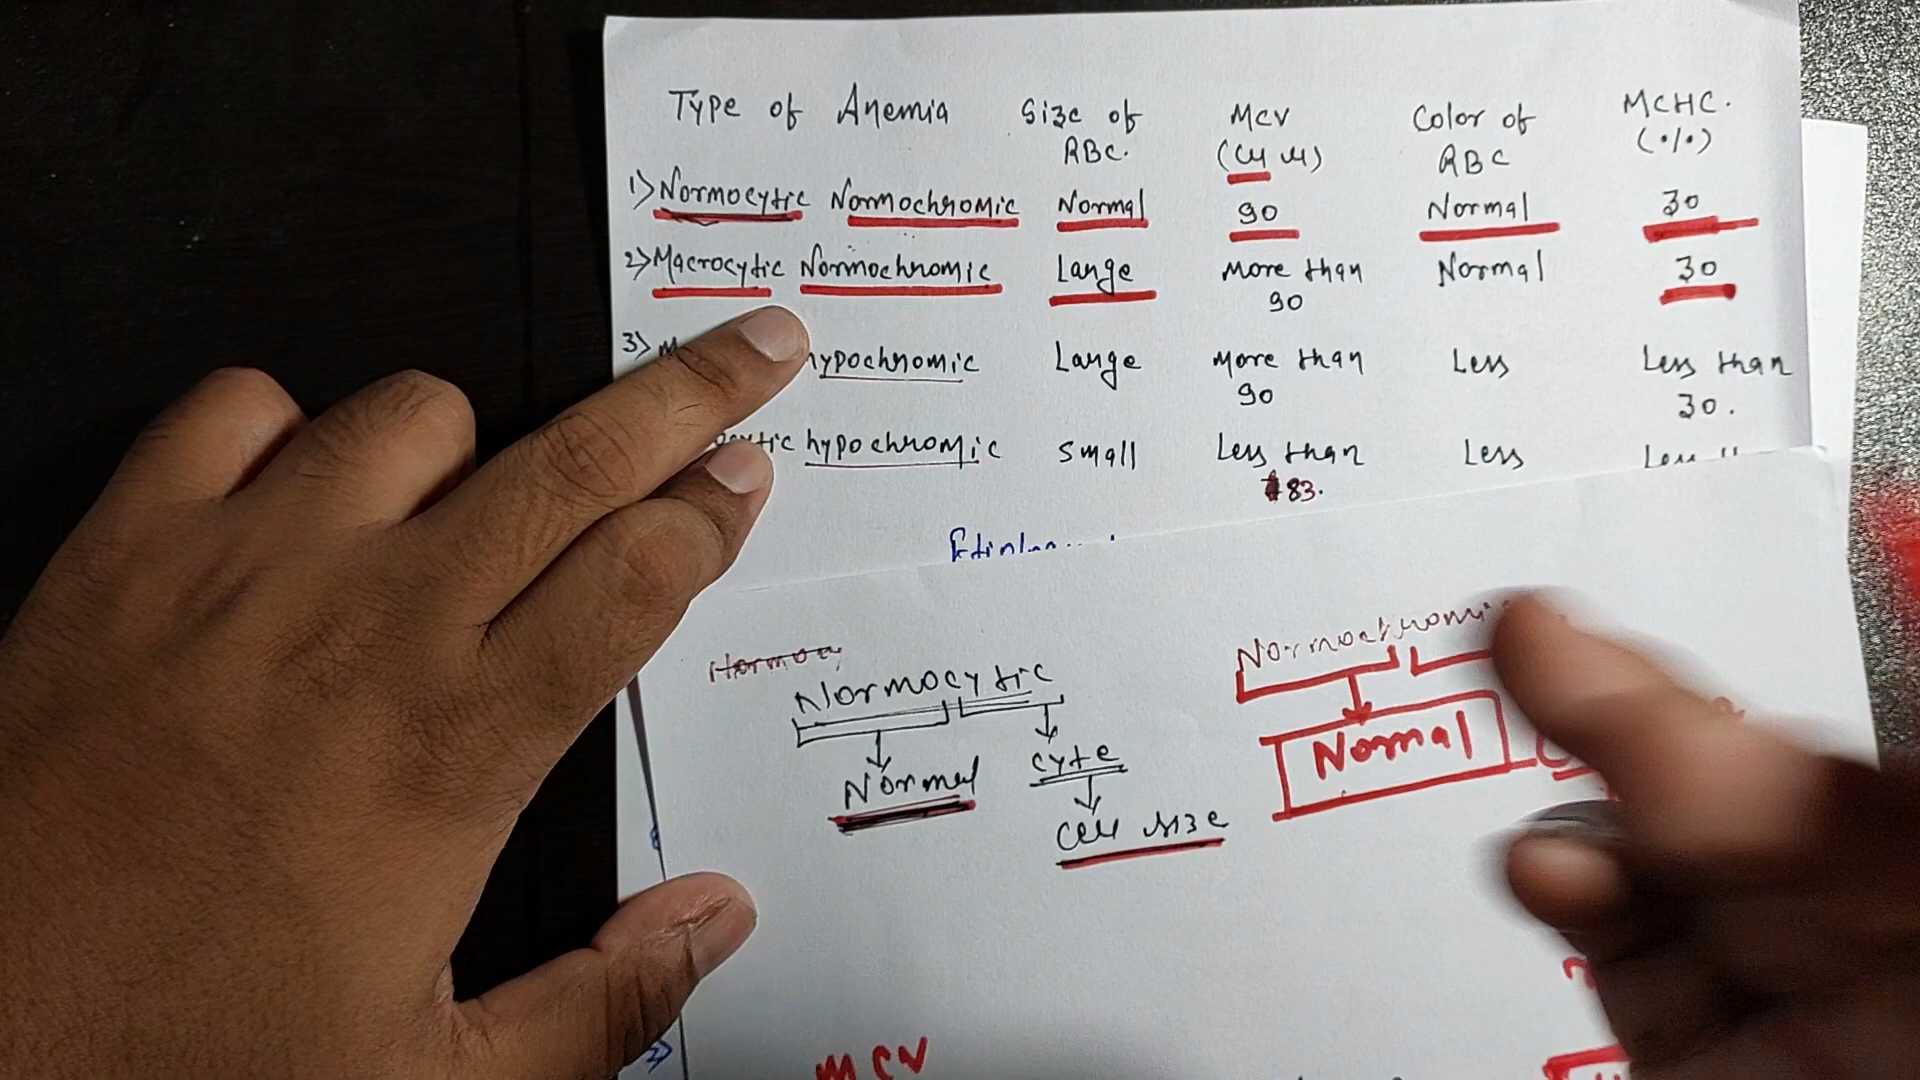 Type of Anemia Size of RBC. MCV (Cu μ) Color of RBC MCHC. (%)
1) Normocytic Normochromic Normal 90 Normal 30
2) Macrocytic Normochromic Large More than 90 Normal 30
3) hypochromic Large More than 90 Less Less than 30.
hypochromic Small Less than 83. Less Less
Normocytic
Normal cyte
Cell size
Normochromic
Normal
2)
MCV